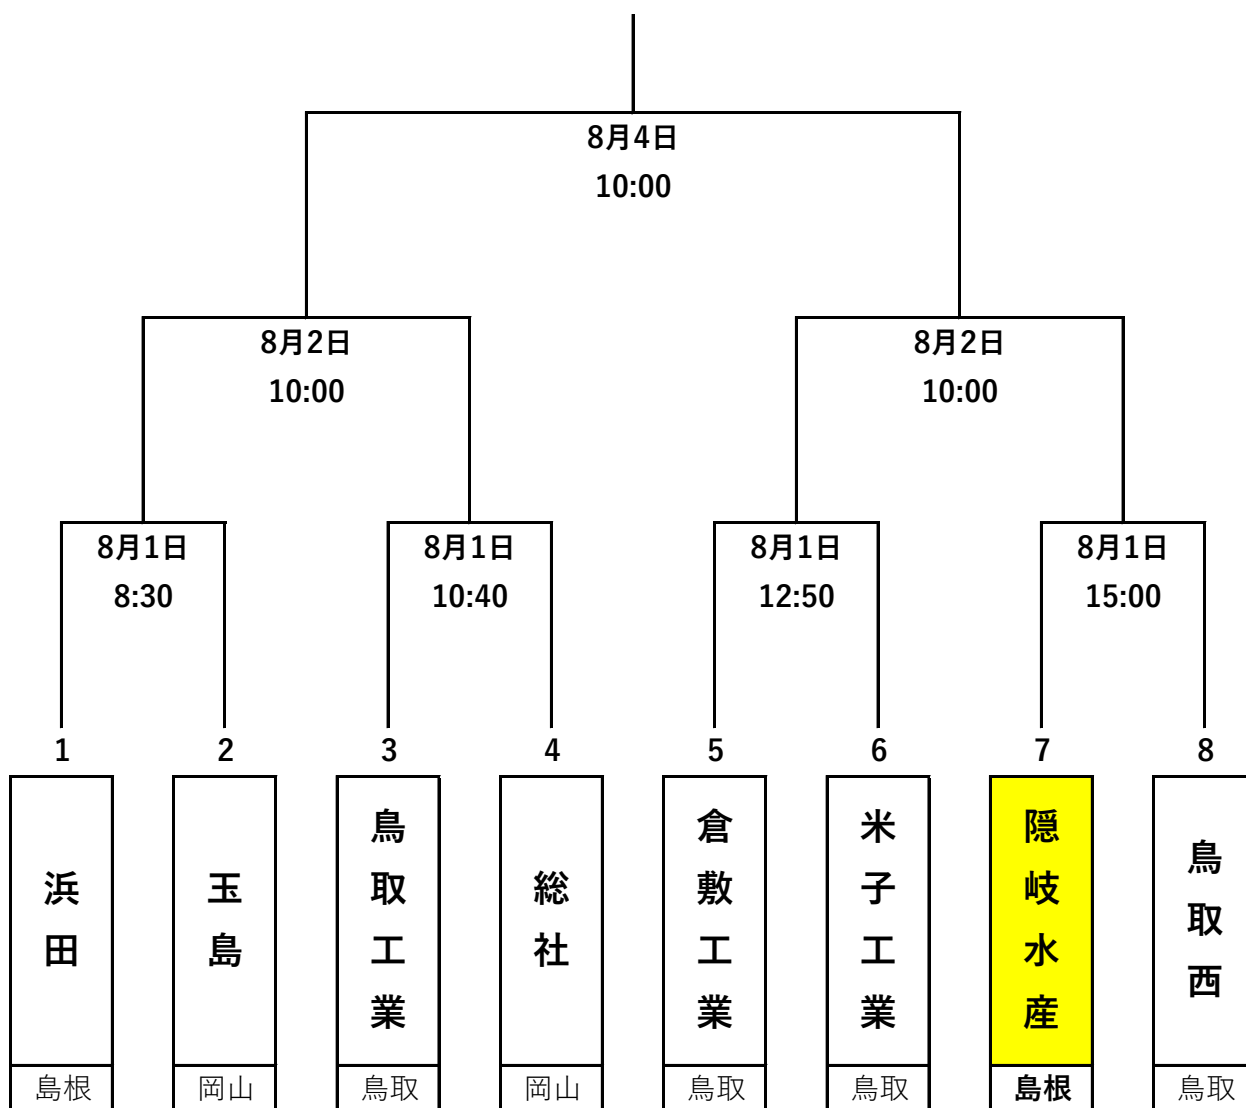 8月4日
10:00
8月2日
10:00
8月2日
10:00
8月1日
8:30
8月1日
10:40
8月1日
12:50
8月1日
15:00
1
2
3
4
5
6
7
8
浜田
玉島
鳥取工業
総社
倉敷工業
米子工業
隠岐水産
鳥取西
島根
岡山
鳥取
岡山
鳥取
鳥取
島根
鳥取